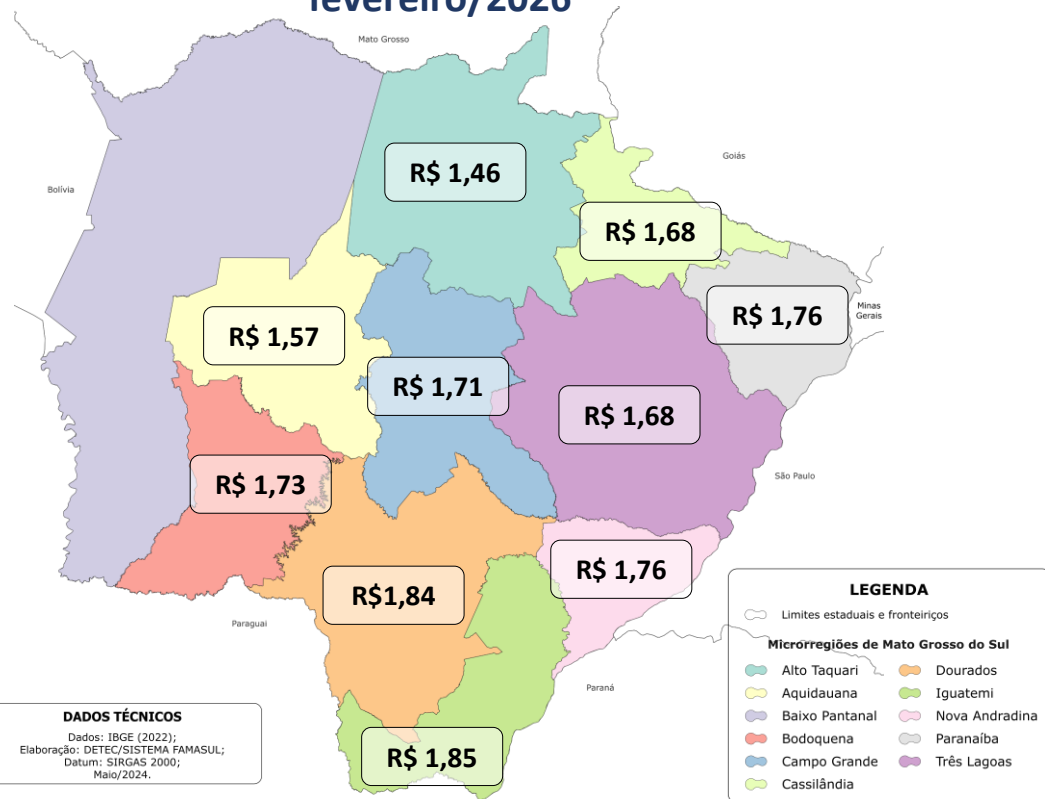 fevereiro/2026
Mato Grosso
R$ 1,46
Goiás
Bolívia
R$ 1,68
Minas
Gerais
R$ 1,76
R$ 1,57
R$ 1,71
R$ 1,68
R$ 1,73
São Paulo
R$ 1,76
R$1,84
Paraguai
Paraná
R$ 1,85
DADOS TÉCNICOS
Dados: IBGE (2022);
Elaboração: DETEC/SISTEMA FAMASUL;
Datum: SIRGAS 2000;
Maio/2024.
LEGENDA
Limites estaduais e fronteiriços
Microrregiões de Mato Grosso do Sul
Alto Taquari
Aquidauana
Baixo Pantanal
Bodoquena
Campo Grande
Cassilândia
Dourados
Iguatemi
Nova Andradina
Paranaíba
Três Lagoas